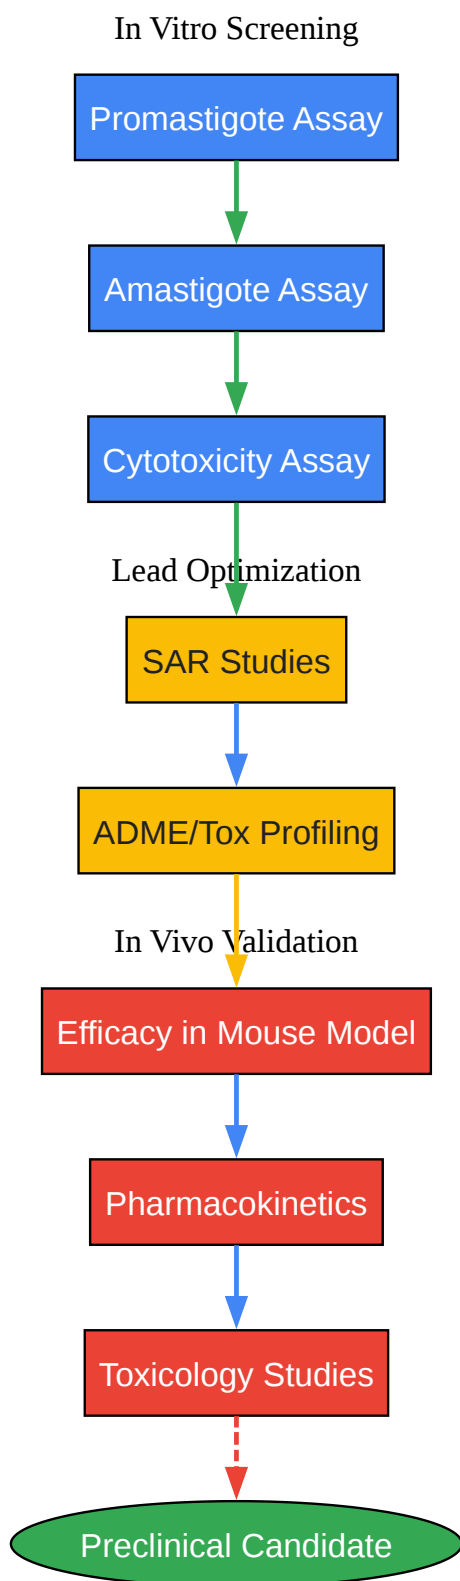 In Vitro Screening
Promastigote Assay
Amastigote Assay
Cytotoxicity Assay
Lead Optimization
SAR Studies
ADME/Tox Profiling
In Vivo Validation
Efficacy in Mouse Model
Pharmacokinetics
Toxicology Studies
Preclinical Candidate